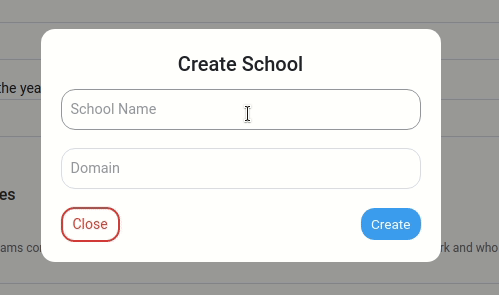 the yea
Create School
School Name
Domain
es
Close
Create
ams co
rk and who